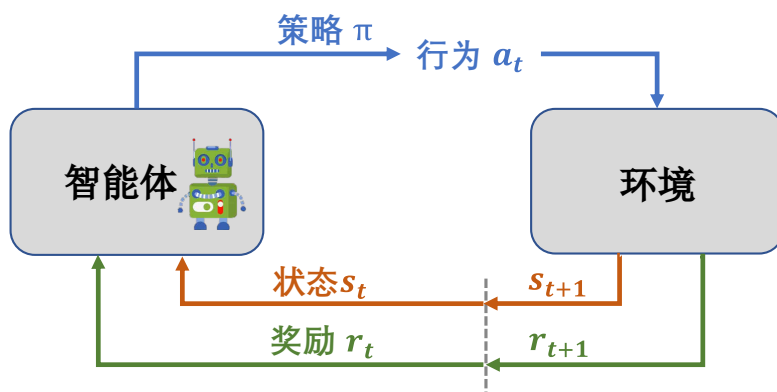 策略 π
行为 a_t
智能体
环境
状态s_t
s_{t+1}
奖励 r_t
r_{t+1}